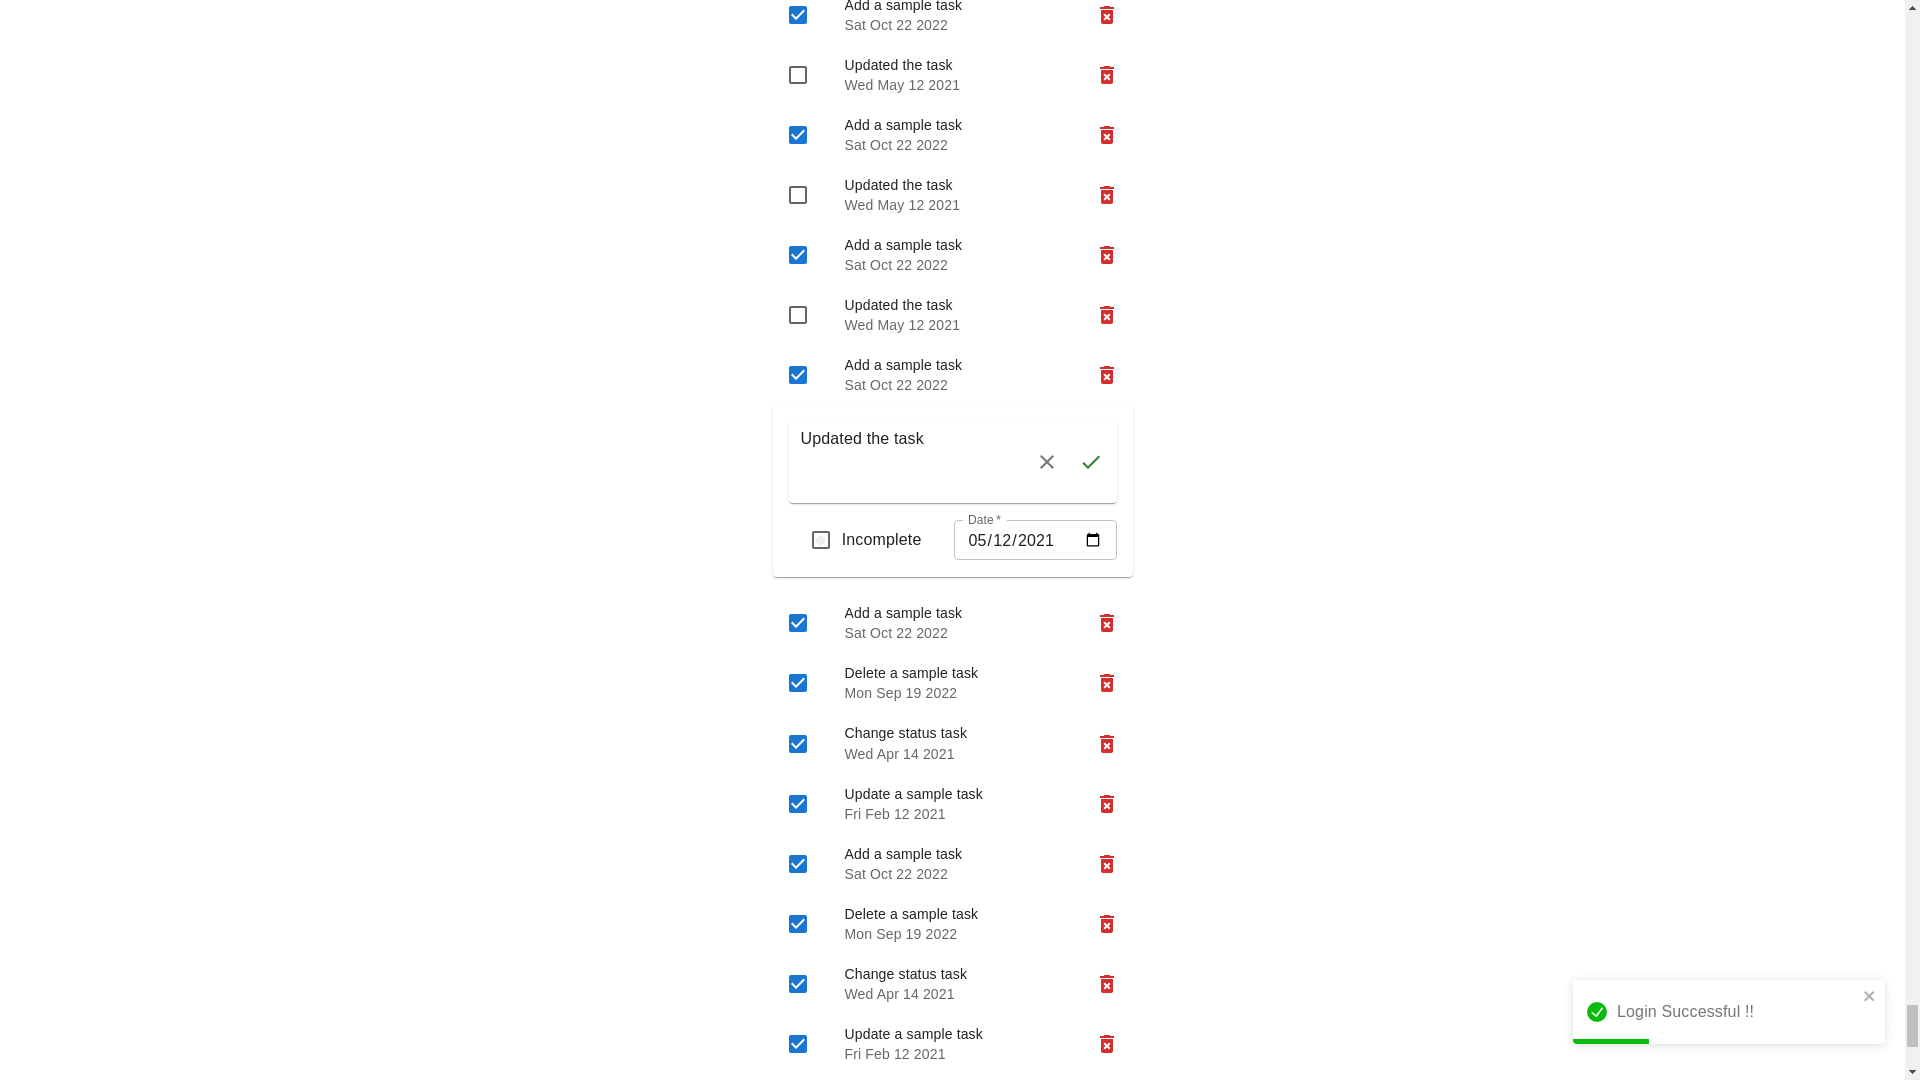 Add a sample task
Sat Oct 22 2022
Updated the task
Wed May 12 2021
Add a sample task
Sat Oct 22 2022
Updated the task
Wed May 12 2021
Add a sample task
Sat Oct 22 2022
Updated the task
Wed May 12 2021
Add a sample task
Sat Oct 22 2022
Updated the task
Incomplete
Date *
05/12/2021
Add a sample task
Sat Oct 22 2022
Delete a sample task
Mon Sep 19 2022
Change status task
Wed Apr 14 2021
Update a sample task
Fri Feb 12 2021
Add a sample task
Sat Oct 22 2022
Delete a sample task
Mon Sep 19 2022
Change status task
Wed Apr 14 2021
Update a sample task
Fri Feb 12 2021
Login Successful !!